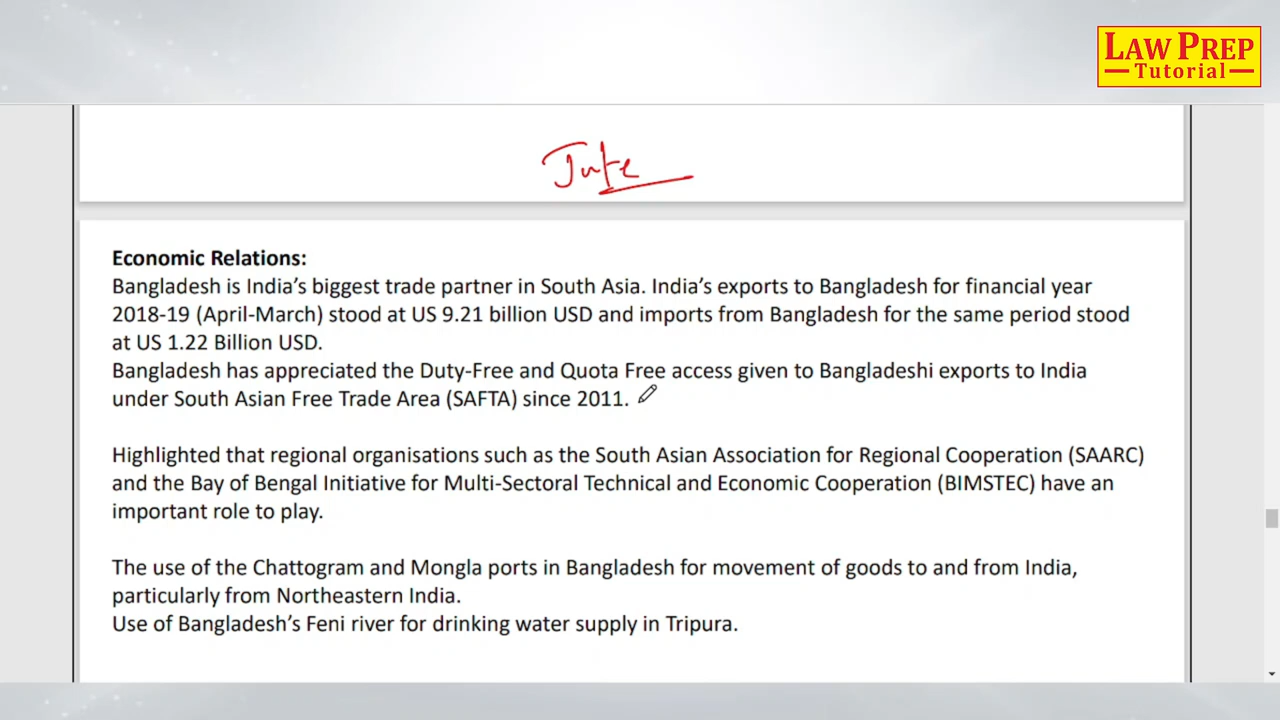 LAW PREP
Tutorial
Jute
Economic Relations:
Bangladesh is India's biggest trade partner in South Asia. India's exports to Bangladesh for financial year
2018-19 (April-March) stood at US 9.21 billion USD and imports from Bangladesh for the same period stood
at US 1.22 Billion USD.
Bangladesh has appreciated the Duty-Free and Quota Free access given to Bangladeshi exports to India
under South Asian Free Trade Area (SAFTA) since 2011.
Highlighted that regional organisations such as the South Asian Association for Regional Cooperation (SAARC)
and the Bay of Bengal Initiative for Multi-Sectoral Technical and Economic Cooperation (BIMSTEC) have an
important role to play.
The use of the Chattogram and Mongla ports in Bangladesh for movement of goods to and from India,
particularly from Northeastern India.
Use of Bangladesh's Feni river for drinking water supply in Tripura.